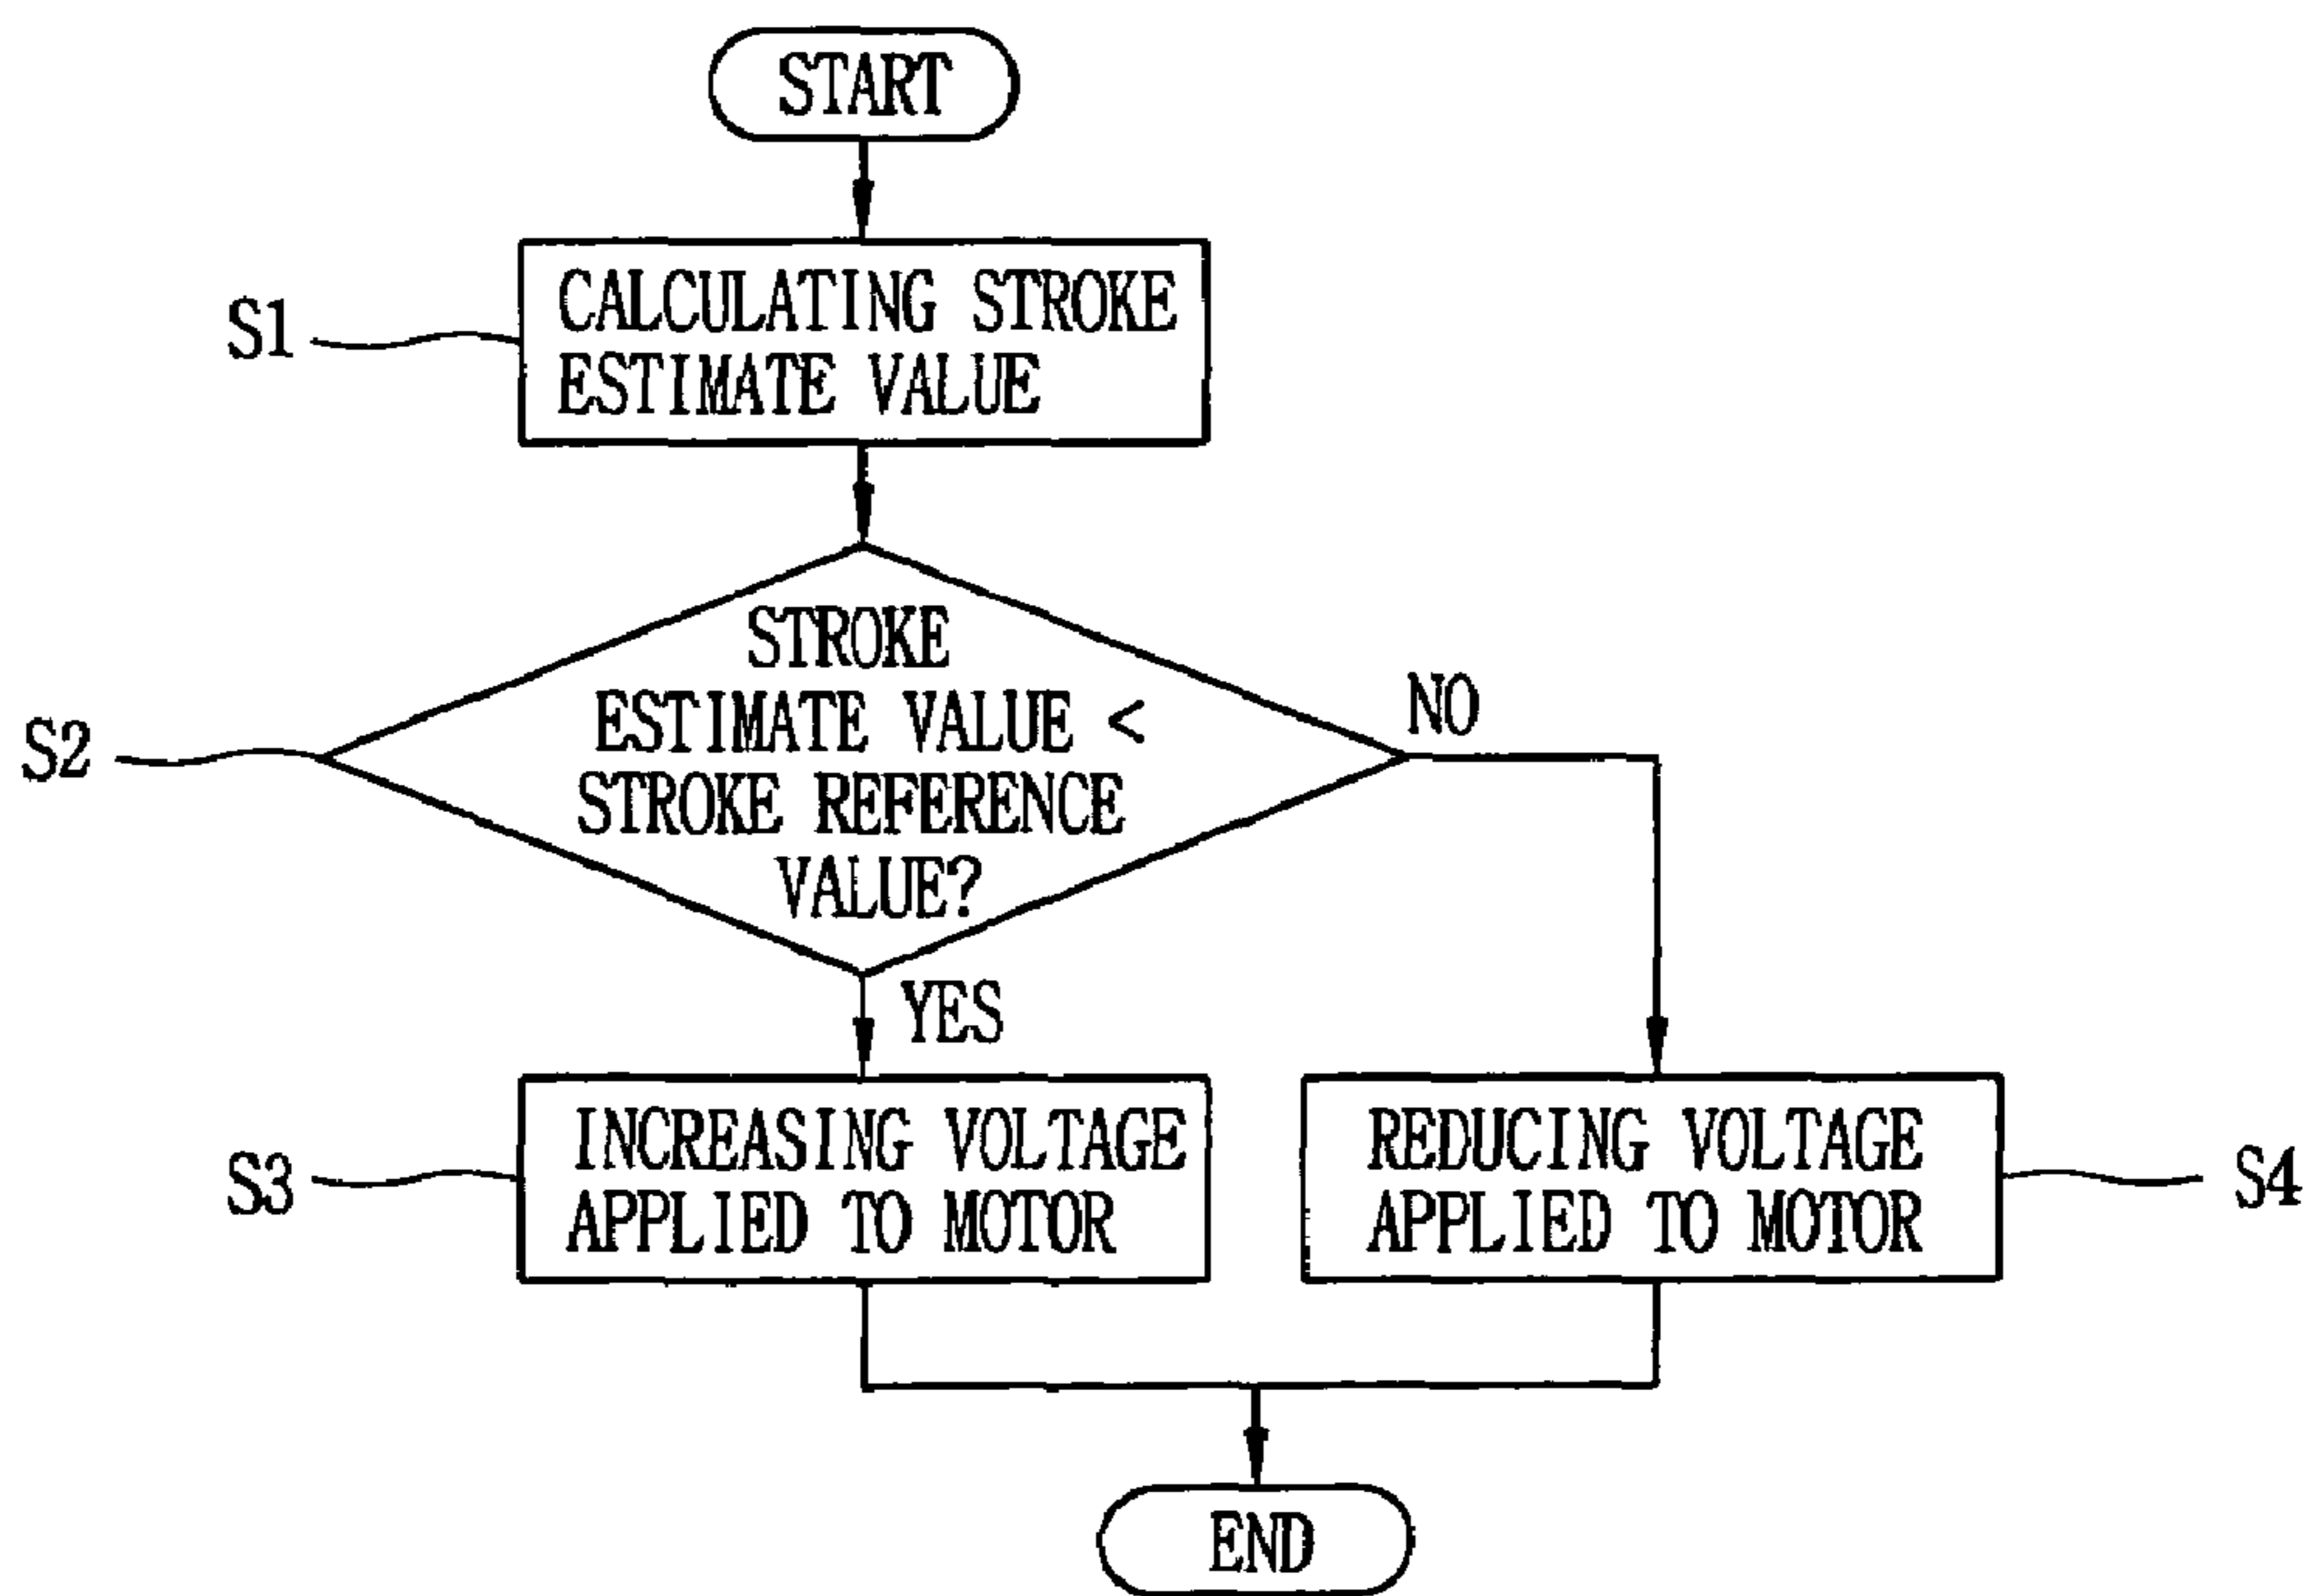 START
S1
CALCULATING STROKE
ESTIMATE VALUE
STROKE
ESTIMATE VALUE <
STROKE REFERENCE
VALUE?
S2
NO
YES
S3
INCREASING VOLTAGE
APPLIED TO MOTOR
REDUCING VOLTAGE
APPLIED TO MOTOR
S4
END